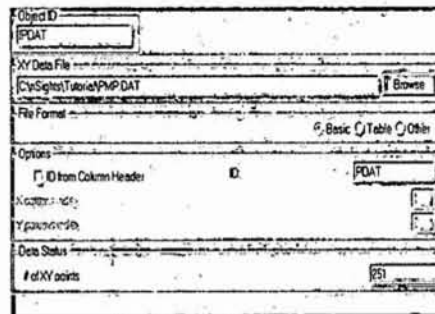 Object ID
PDAT
XY Data File
C:\nSights\Tutorial\PMP.DAT Browse
File Format
Basic Table Other
Options
ID from Column Header ID: PDAT
Data Status
# of XY points 251